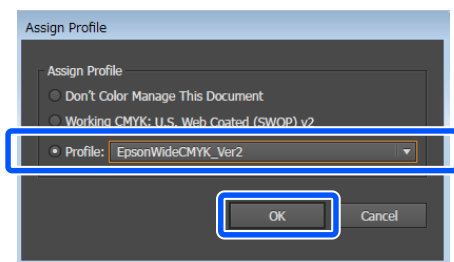 Assign Profile
Assign Profile
Don't Color Manage This Document
Working CMYK: U.S. Web Coated (SWOP) v2
Profile: EpsonWideCMYK_Ver2
OK Cancel